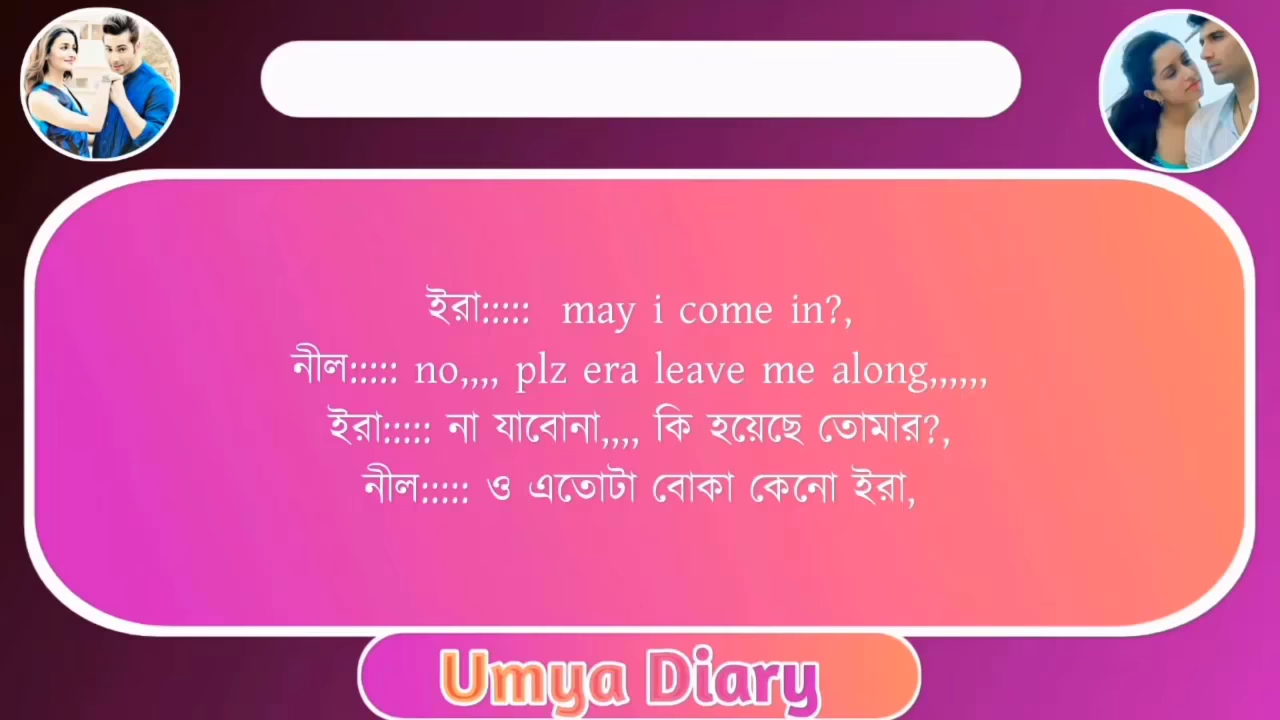 ইরা:::::  may i come in?,
নীল::::: no,,,, plz era leave me along,,,,,,
ইরা::::: না যাবোনা,,,, কি হয়েছে তোমার?,
নীল::::: ও এতোটা বোকা কেনো ইরা,
Umya Diary